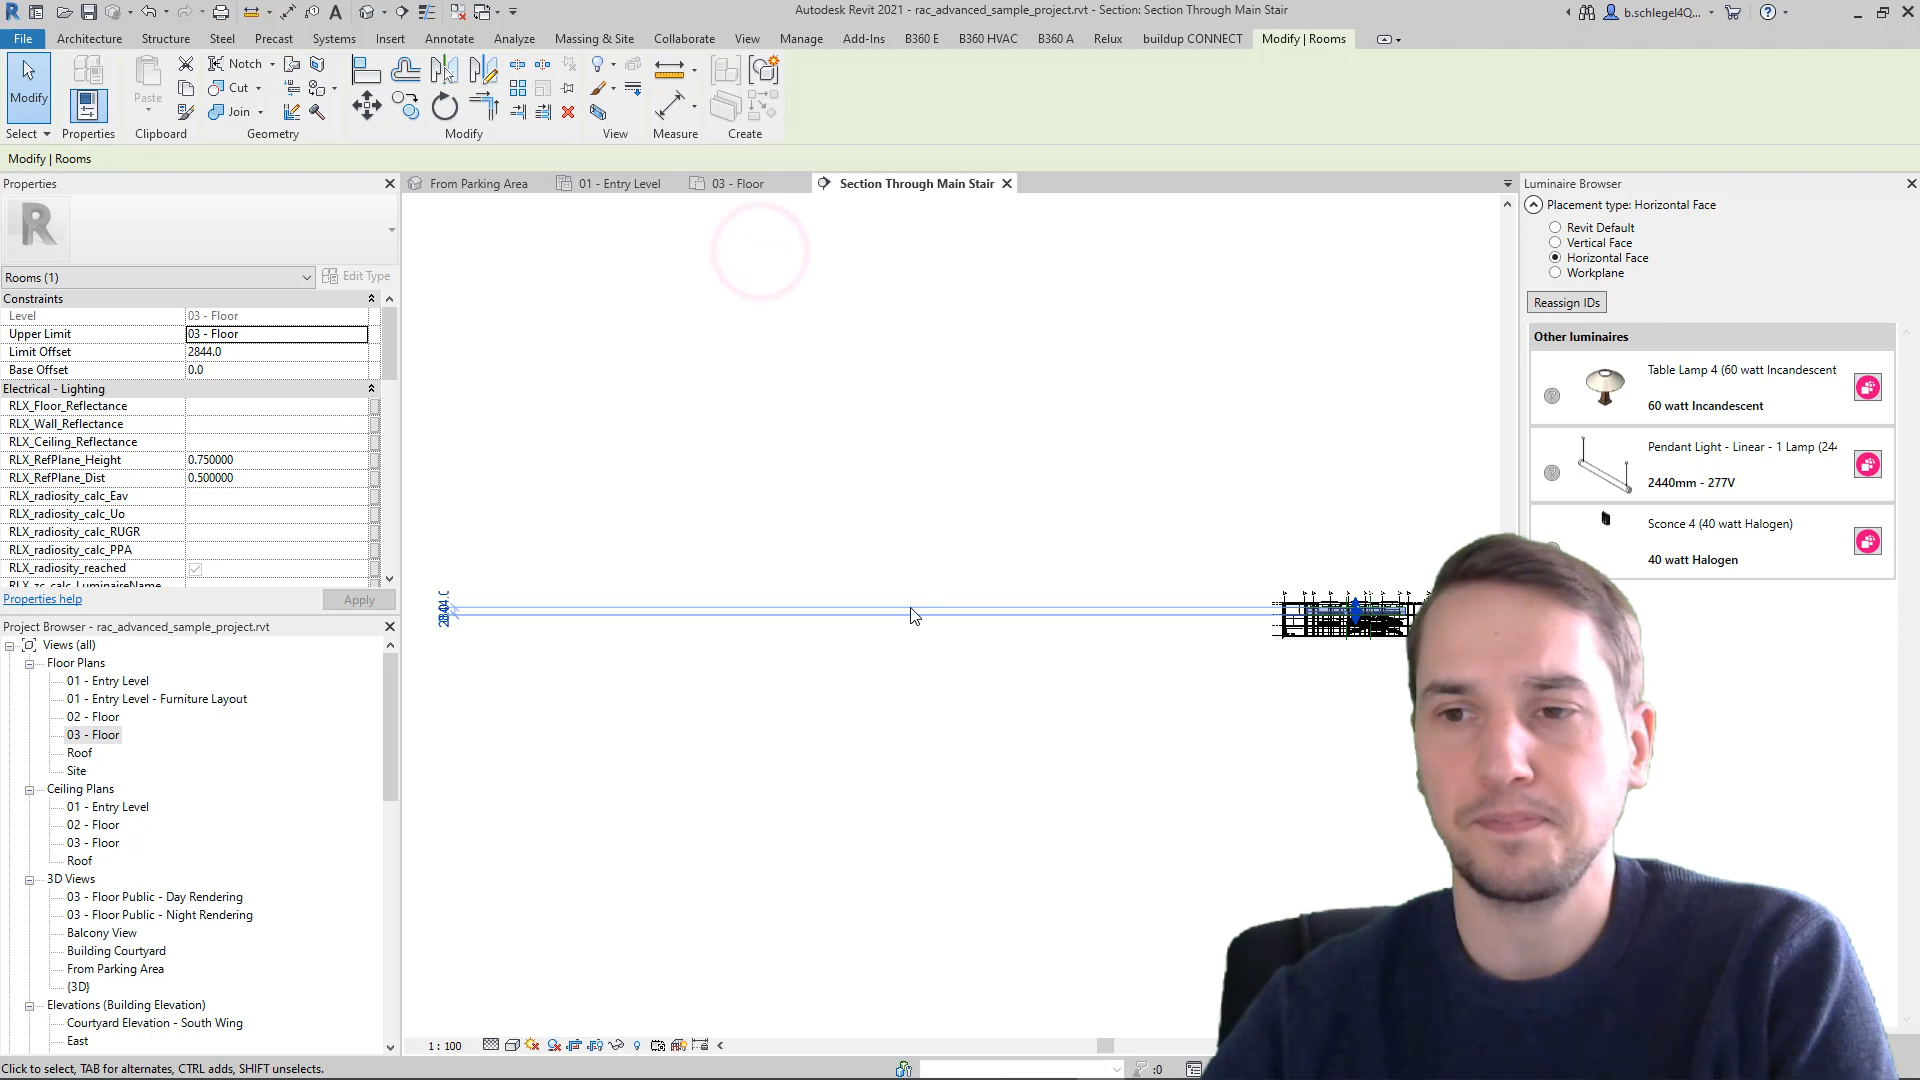 Autodesk Revit 2021 - rac_advanced_sample_project.rvt - Section: Section Through Main Stair
b.schlegel4Q...
File Architecture Structure Steel Precast Systems Insert Annotate Analyze Massing & Site Collaborate View Manage Add-Ins B360 E B360 HVAC B360 A Relux buildup CONNECT Modify | Rooms
Modify
Paste
Notch
Cut
Join
Select Properties Clipboard Geometry Modify View Measure Create
Modify | Rooms
Properties
From Parking Area
01 - Entry Level
03 - Floor
Section Through Main Stair
Rooms (1)
Edit Type
Constraints
Level 03 - Floor
Upper Limit 03 - Floor
Limit Offset 2844.0
Base Offset 0.0
Electrical - Lighting
RLX_Floor_Reflectance
RLX_Wall_Reflectance
RLX_Ceiling_Reflectance
RLX_RefPlane_Height 0.750000
RLX_RefPlane_Dist 0.500000
RLX_radiosity_calc_Eav
RLX_radiosity_calc_Uo
RLX_radiosity_calc_RUGR
RLX_radiosity_calc_PPA
RLX_radiosity_reached
RLX_zc_calc_LuminaireName
Properties help
Apply
Project Browser - rac_advanced_sample_project.rvt
Views (all)
Floor Plans
01 - Entry Level
01 - Entry Level - Furniture Layout
02 - Floor
03 - Floor
Roof
Site
Ceiling Plans
01 - Entry Level
02 - Floor
03 - Floor
Roof
3D Views
03 - Floor Public - Day Rendering
03 - Floor Public - Night Rendering
Balcony View
Building Courtyard
From Parking Area
{3D}
Elevations (Building Elevation)
Courtyard Elevation - South Wing
East
Luminaire Browser
Placement type: Horizontal Face
Revit Default
Vertical Face
Horizontal Face
Workplane
Reassign IDs
Other luminaires
Table Lamp 4 (60 watt Incandescent
60 watt Incandescent
Pendant Light - Linear - 1 Lamp (244
2440mm - 277V
Sconce 4 (40 watt Halogen)
40 watt Halogen
1 : 100
Click to select, TAB for alternates, CTRL adds, SHIFT unselects.
:0